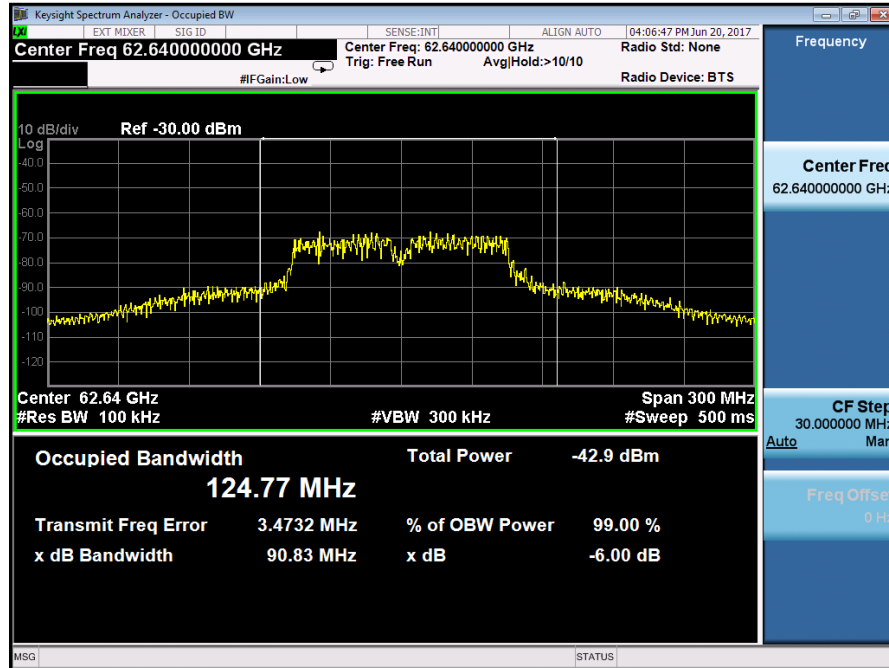 Keysight Spectrum Analyzer - Occupied BW
LXI EXT MIXER SIG ID SENSE:INT ALIGN AUTO 04:06:47 PM Jun 20, 2017
Center Freq 62.640000000 GHz
Center Freq: 62.640000000 GHz
Radio Std: None
Trig: Free Run Avg|Hold:>10/10
#IFGain:Low
Radio Device: BTS
10 dB/div Ref -30.00 dBm
Log
-40.0
-50.0
-60.0
-70.0
-80.0
-90.0
-100
-110
-120
Center 62.64 GHz Span 300 MHz
#Res BW 100 kHz #VBW 300 kHz #Sweep 500 ms
Occupied Bandwidth Total Power -42.9 dBm
124.77 MHz
Transmit Freq Error 3.4732 MHz % of OBW Power 99.00 %
x dB Bandwidth 90.83 MHz x dB -6.00 dB
MSG STATUS
Frequency
Center Freq
62.640000000 GHz
CF Step
30.000000 MHz
Auto Man
Freq Offse
0 Hz